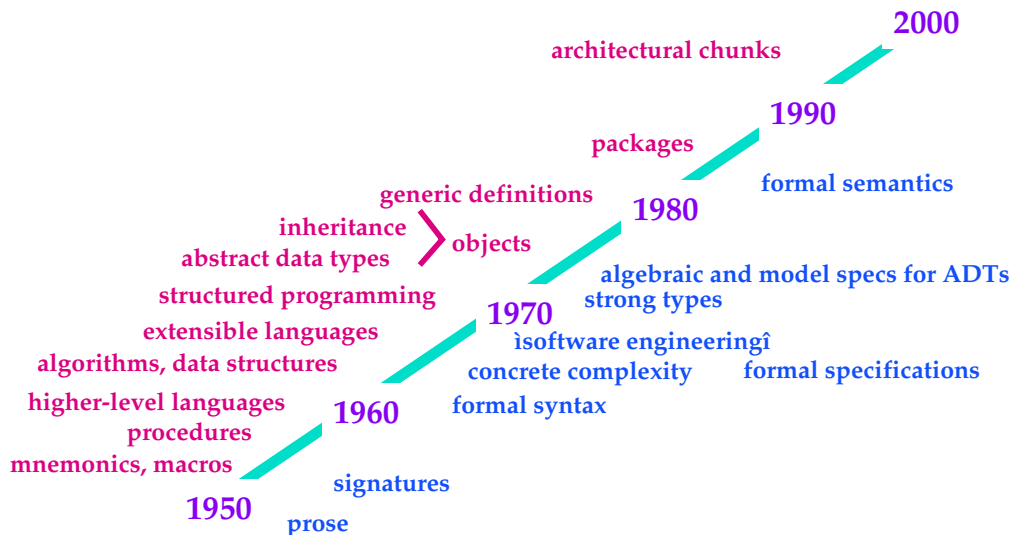 2000
architectural chunks
1990
packages
formal semantics
generic definitions
1980
inheritance
objects
abstract data types
algebraic and model specs for ADTs
structured programming
strong types
1970
extensible languages
ìsoftware engineeringî
algorithms, data structures
concrete complexity
formal specifications
higher-level languages
1960
formal syntax
procedures
mnemonics, macros
signatures
1950
prose